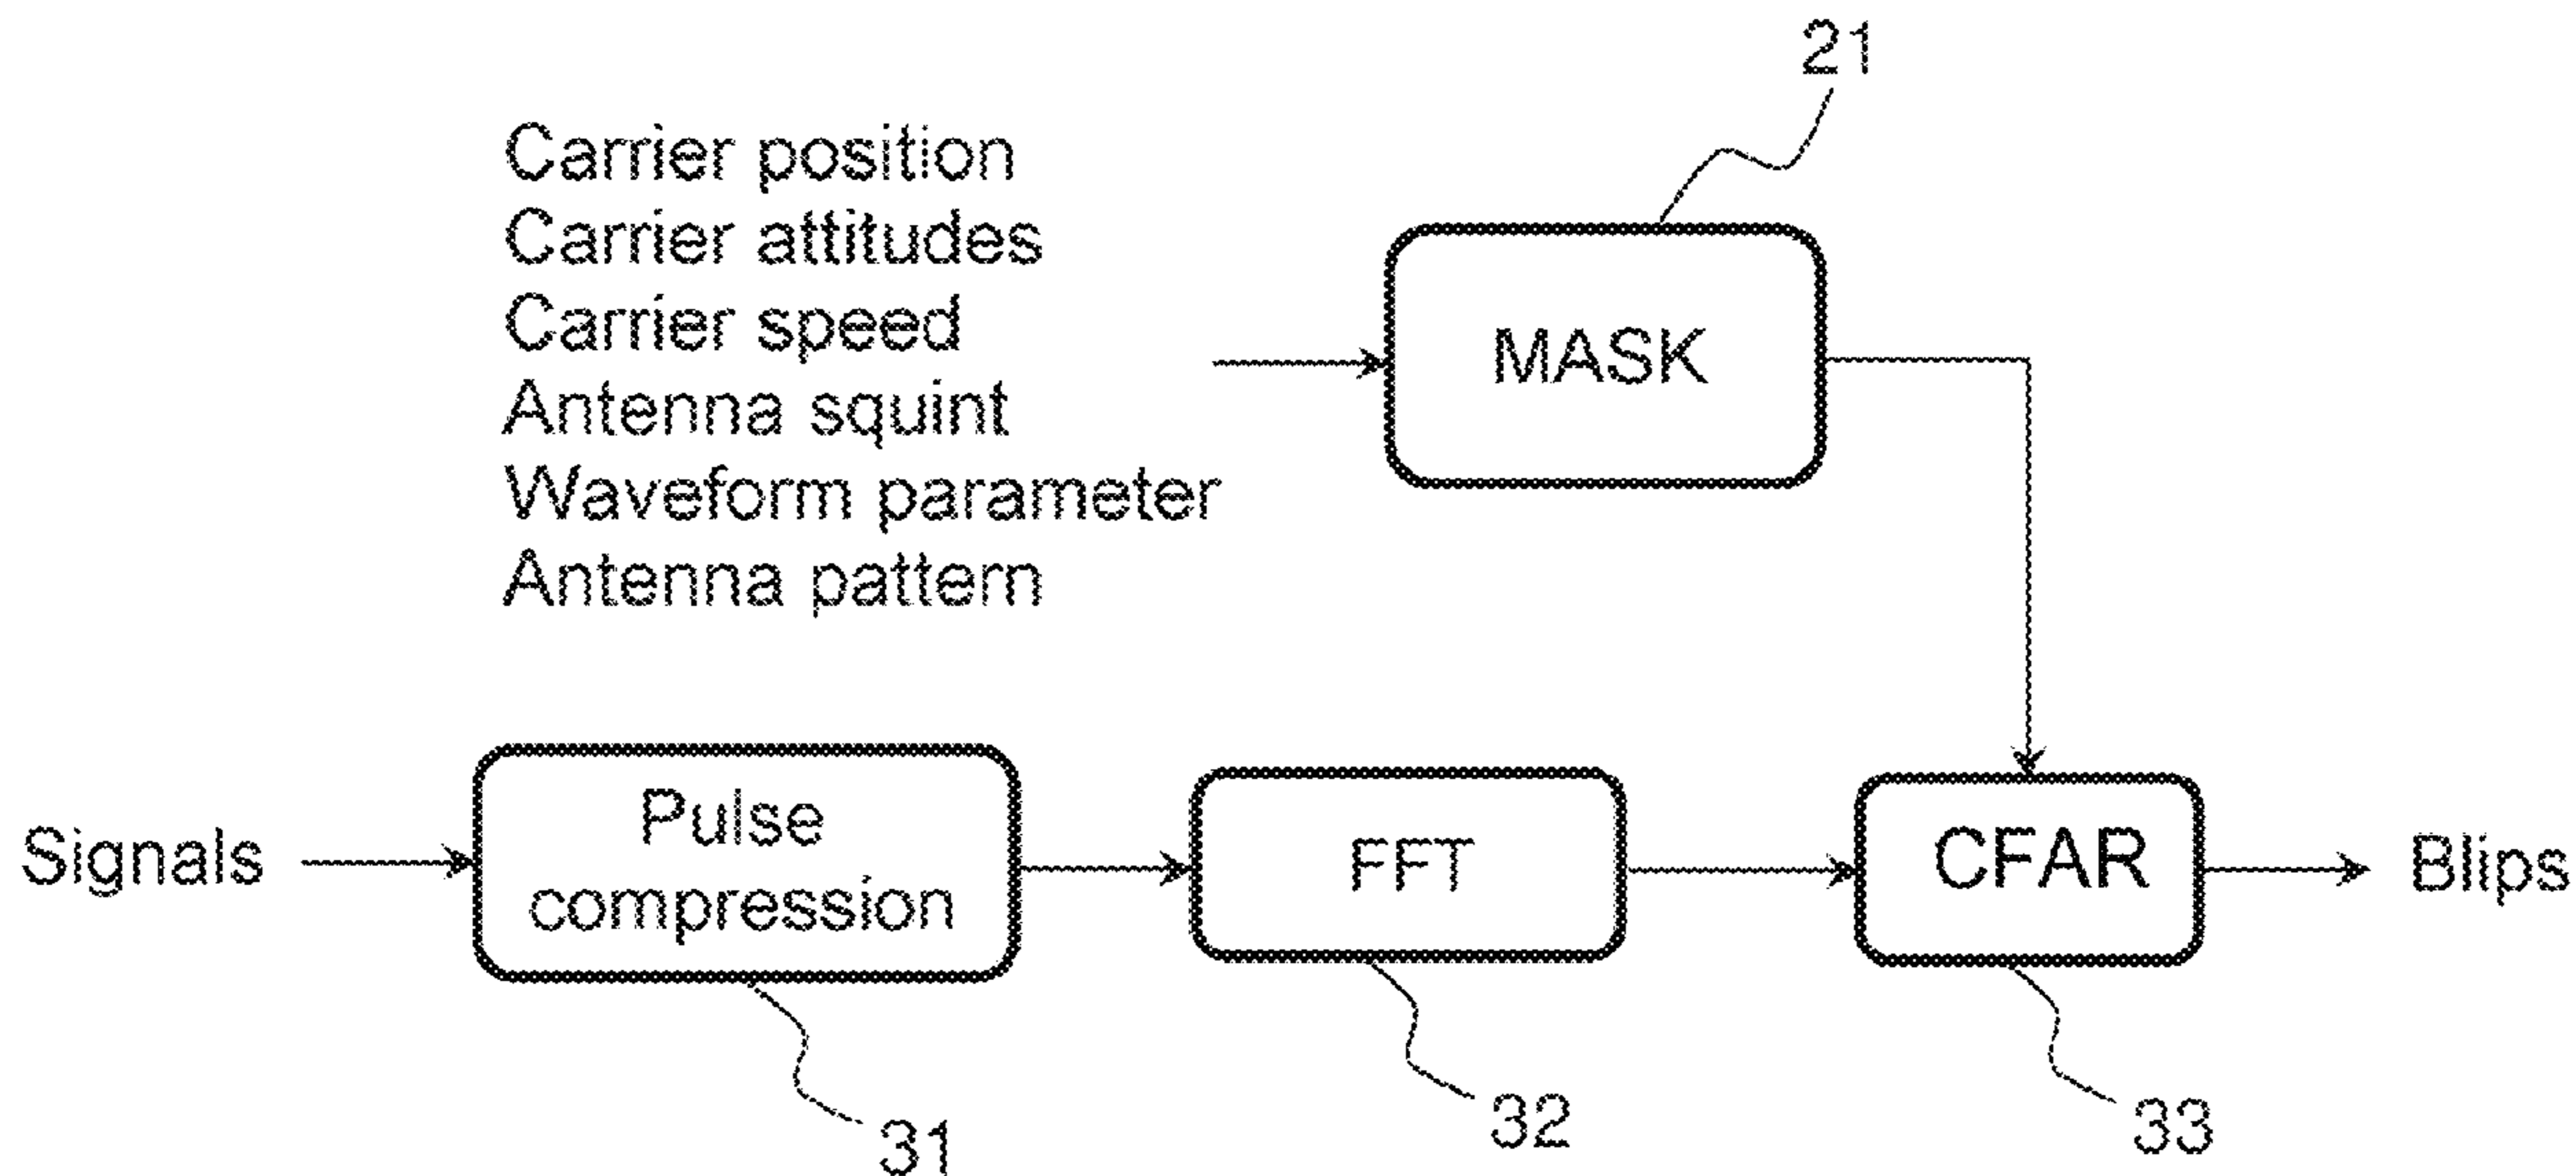 21
Carrier position
Carrier attitudes
Carrier speed
Antenna squint
Waveform parameter
Antenna pattern
MASK
Signals
Pulse
compression
FFT
CFAR
Blips
31
32
33